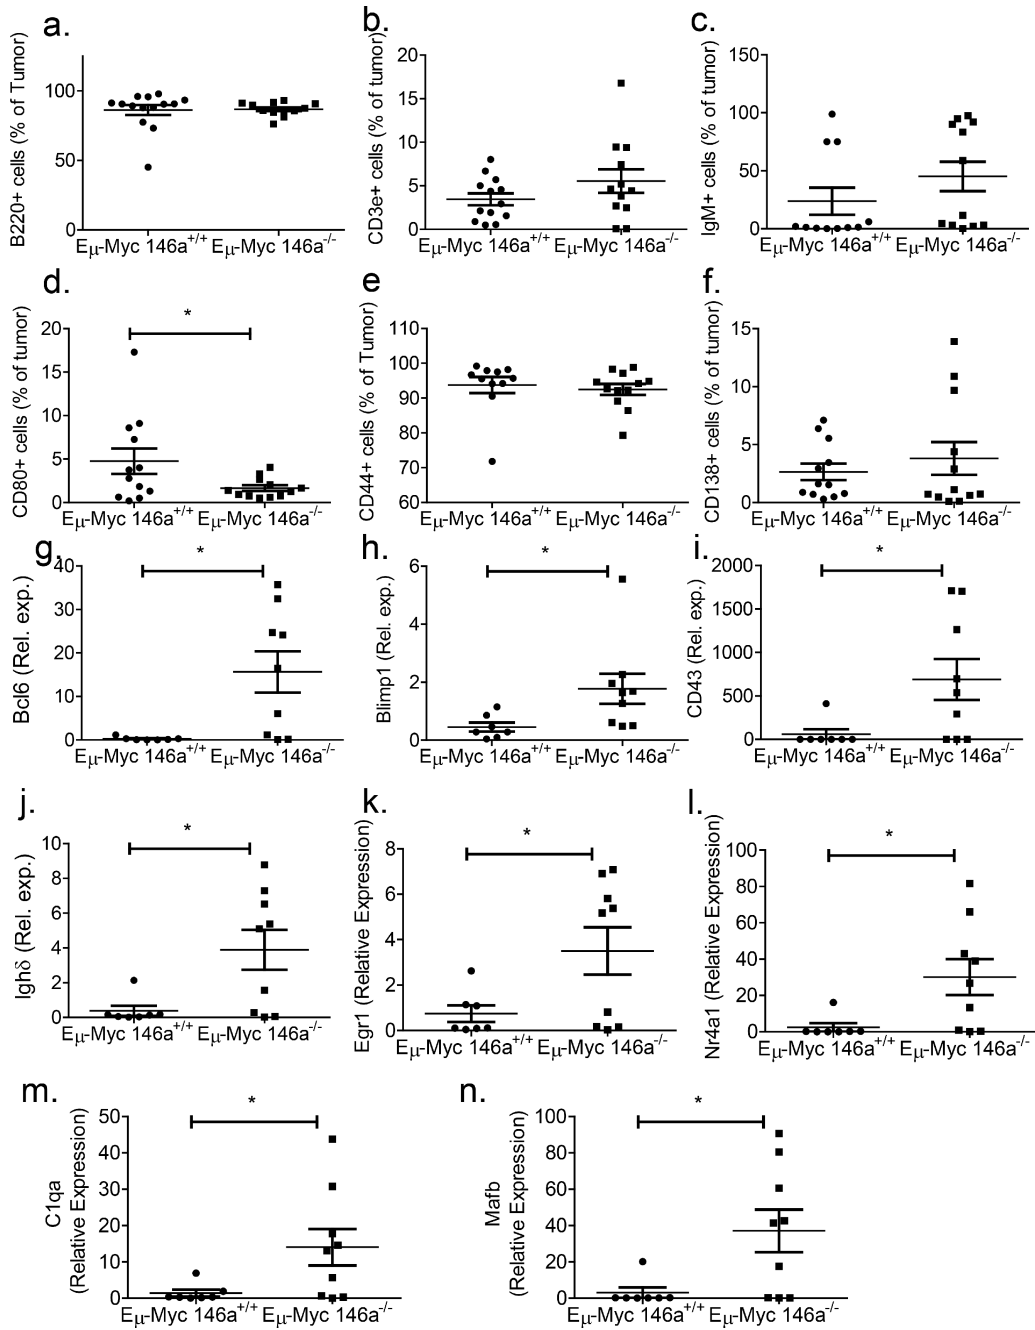 a.
B220+ cells (% of Tumor)
100
50
0
Eμ-Myc 146a+/+ Eμ-Myc 146a-/-
b.
CD3e+ cells (% of tumor)
20
15
10
5
0
Eμ-Myc 146a+/+ Eμ-Myc 146a-/-
c.
IgM+ cells (% of tumor)
150
100
50
0
Eμ-Myc 146a+/+ Eμ-Myc 146a-/-
d.
CD80+ cells (% of tumor)
20
15
10
5
0
*
Eμ-Myc 146a+/+ Eμ-Myc 146a-/-
e
CD44+ cells (% of Tumor)
110
100
90
80
70
60
Eμ-Myc 146a+/+ Eμ-Myc 146a-/-
f.
CD138+ cells (% of tumor)
15
10
5
0
Eμ-Myc 146a+/+ Eμ-Myc 146a-/-
g.
Bcl6 (Rel. exp.)
40
30
20
10
0
*
Eμ-Myc 146a+/+ Eμ-Myc 146a-/-
h.
Blimp1 (Rel. exp.)
6
4
2
0
*
Eμ-Myc 146a+/+ Eμ-Myc 146a-/-
i.
CD43 (Rel. exp.)
2000
1500
1000
500
0
*
Eμ-Myc 146a+/+ Eμ-Myc 146a-/-
j.
Ighδ (Rel. exp.)
10
8
6
4
2
0
*
Eμ-Myc 146a+/+ Eμ-Myc 146a-/-
k.
Egr1 (Relative Expression)
8
6
4
2
0
*
Eμ-Myc 146a+/+ Eμ-Myc 146a-/-
l.
Nr4a1 (Relative Expression)
100
80
60
40
20
0
*
Eμ-Myc 146a+/+ Eμ-Myc 146a-/-
m.
C1qa
(Relative Expression)
50
40
30
20
10
0
*
Eμ-Myc 146a+/+ Eμ-Myc 146a-/-
n.
Mafb
(Relative Expression)
100
80
60
40
20
0
*
Eμ-Myc 146a+/+ Eμ-Myc 146a-/-